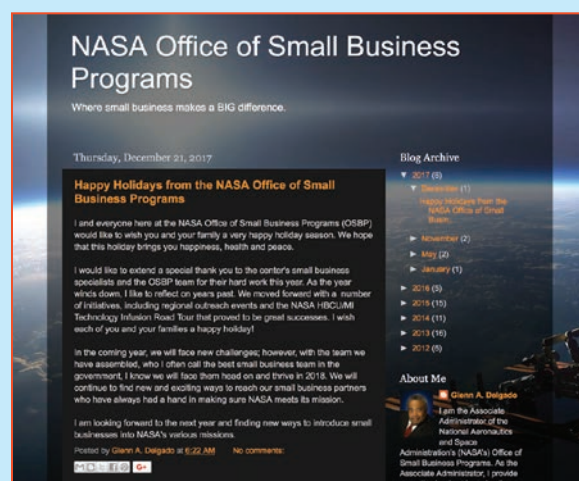 NASA Office of Small Business
Programs
Where small business makes a BIG difference.
Thursday, December 21, 2017
Happy Holidays from the NASA Office of Small
Business Programs
I and everyone here at the NASA Office of Small Business Programs (OSBP)
would like to wish you and your family a very happy holiday season. We hope
that this holiday brings you happiness, health and peace.
I would like to extend a special thank you to the center's small business
specialists and the OSBP team for their hard work this year. As the year
winds down, I like to reflect on years past. We moved forward with a number
of initiatives, including regional outreach events and the NASA HBCU/MI
Technology Infusion Road Tour that proved to be great successes. I wish
each of you and your families a happy holiday!
In the coming year, we will face new challenges; however, with the team we
have assembled, who I often call the best small business team in the
government, I know we will face them head on and thrive in 2018. We will
continue to find new and exciting ways to reach our small business partners
who have always had a hand in making sure NASA meets its mission.
I am looking forward to the next year and finding new ways to introduce small
businesses into NASA's various missions.
Posted by Glenn A. Delgado at 6:22 AM No comments:
G+
Blog Archive
▼ 2017 (8)
▼ December (1)
Happy Holidays from the
NASA Office of Small
Busin...
► November (2)
► May (2)
► January (1)
► 2016 (5)
► 2015 (15)
► 2014 (11)
► 2013 (16)
► 2012 (6)
About Me
Glenn A. Delgado
I am the Associate
Administrator of the
National Aeronautics
and Space
Administration's (NASA's) Office of
Small Business Programs. As the
Associate Administrator, I provide